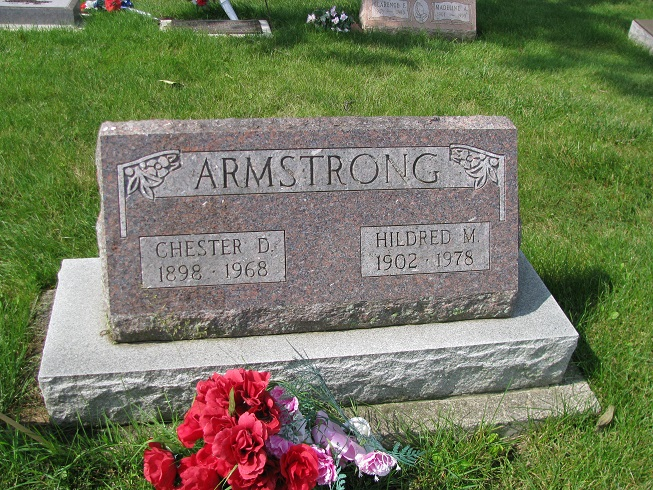 ARMSTRONG
CHESTER D.
1898 - 1968
HILDRED M.
1902 - 1978